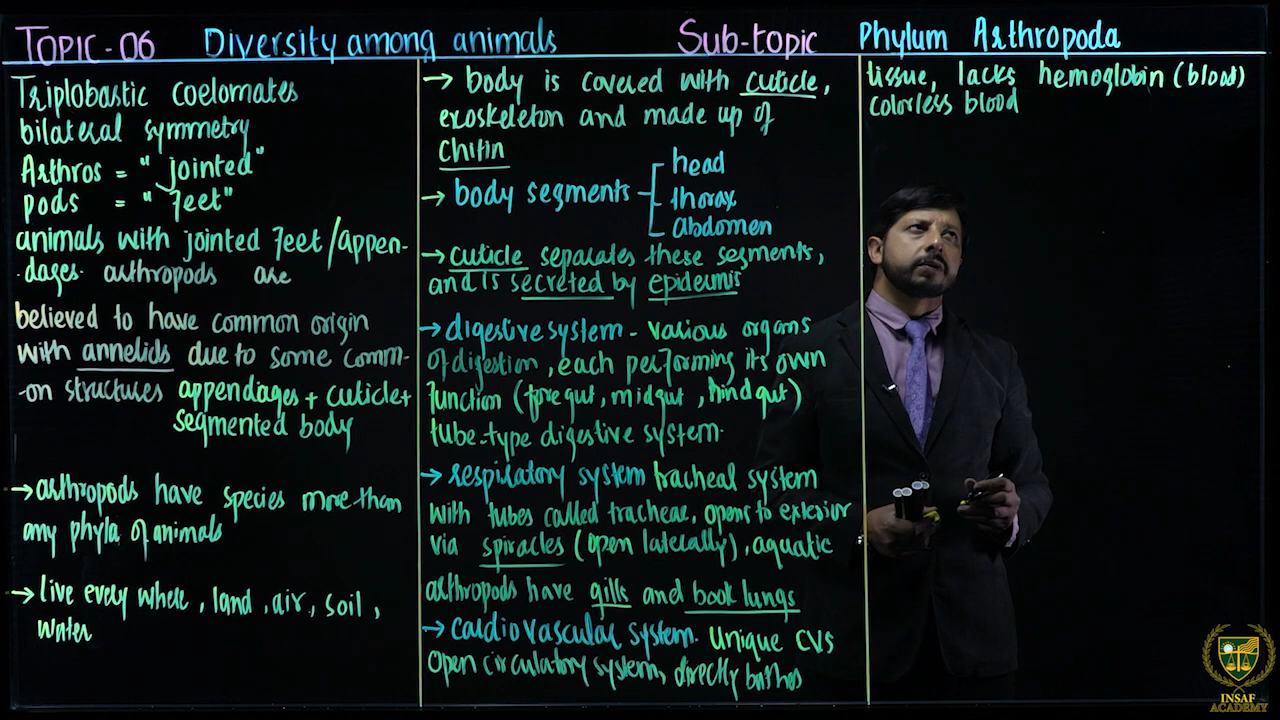 TOPIC-06 Diversity among animals Sub-topic Phylum Arthropoda
Triplobastic coelomates
bilateral symmetry
Arthros = "jointed"
pods = "feet"
animals with jointed feet/appen-
-dages. arthropods are
believed to have common origin
with annelids due to some comm-
-on structures appendiages + cuticle+
segmented body
→ arthropods have species more than
any phyla of animals
→ live every where, land, air, soil,
water
→ body is covered with cuticle,
exoskeleton and made up of
chitin
→ body segments head
thorax
abdomen
→ cuticle separates these segments,
and is secreted by epidermis
→ digestive system - various organs
of digestion, each performing its own
function (foregut, midgut, hindgut)
tube-type digestive system.
→ respiratory system tracheal system
with tubes called tracheae, opens to exterior
via spiracles (open laterally), aquatic
arthropods have gills and book lungs
→ cardiovascular system. unique CVS
open circulatory system, directly bathes
tissue, lacks hemoglobin (blood)
colorless blood
INSAF
ACADEMY